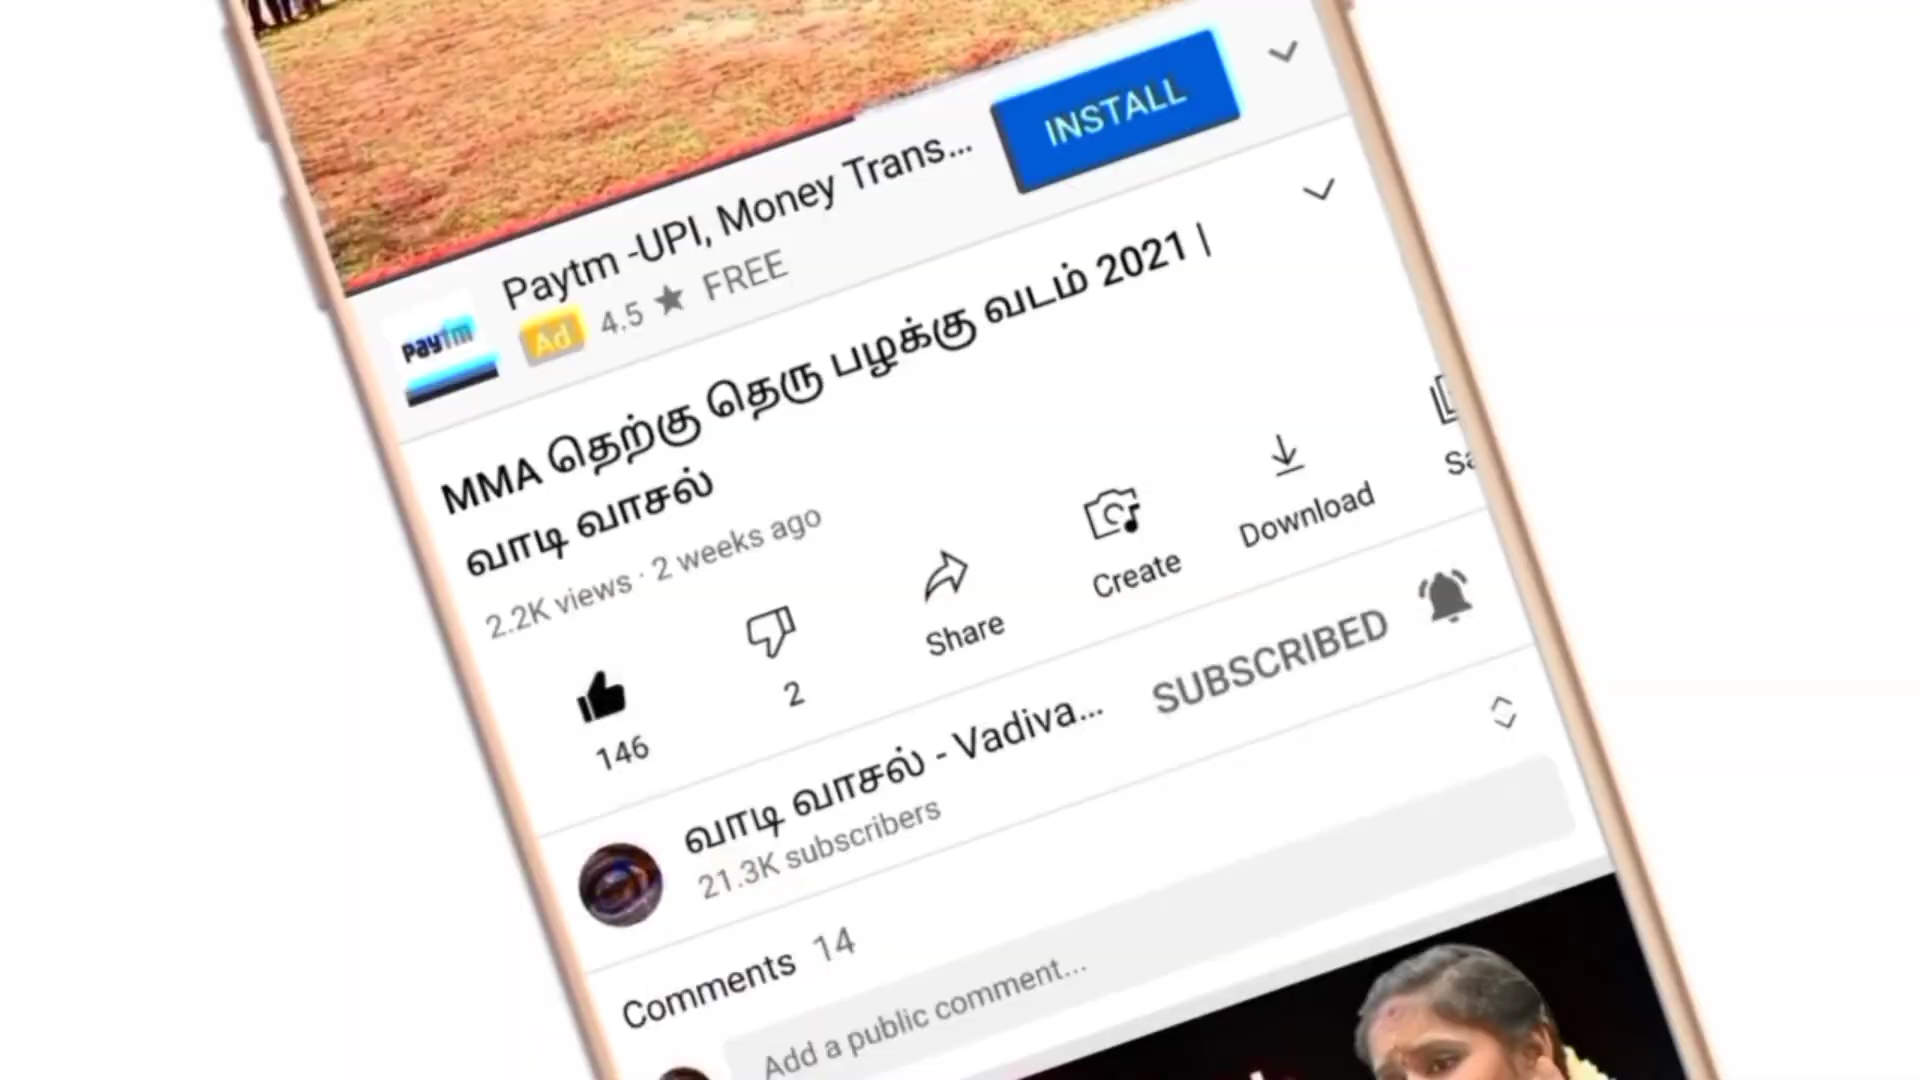 INSTALL
Paytm -UPI, Money Trans...
paytm
Ad 4.5 ★ FREE
MMA தெற்கு தெரு பழக்கு வடம் 2021 |
வாடி வாசல்
2.2K views · 2 weeks ago
146
2
Share
Create
Download
Sa
வாடி வாசல் - Vadiva...
SUBSCRIBED
21.3K subscribers
Comments 14
Add a public comment...